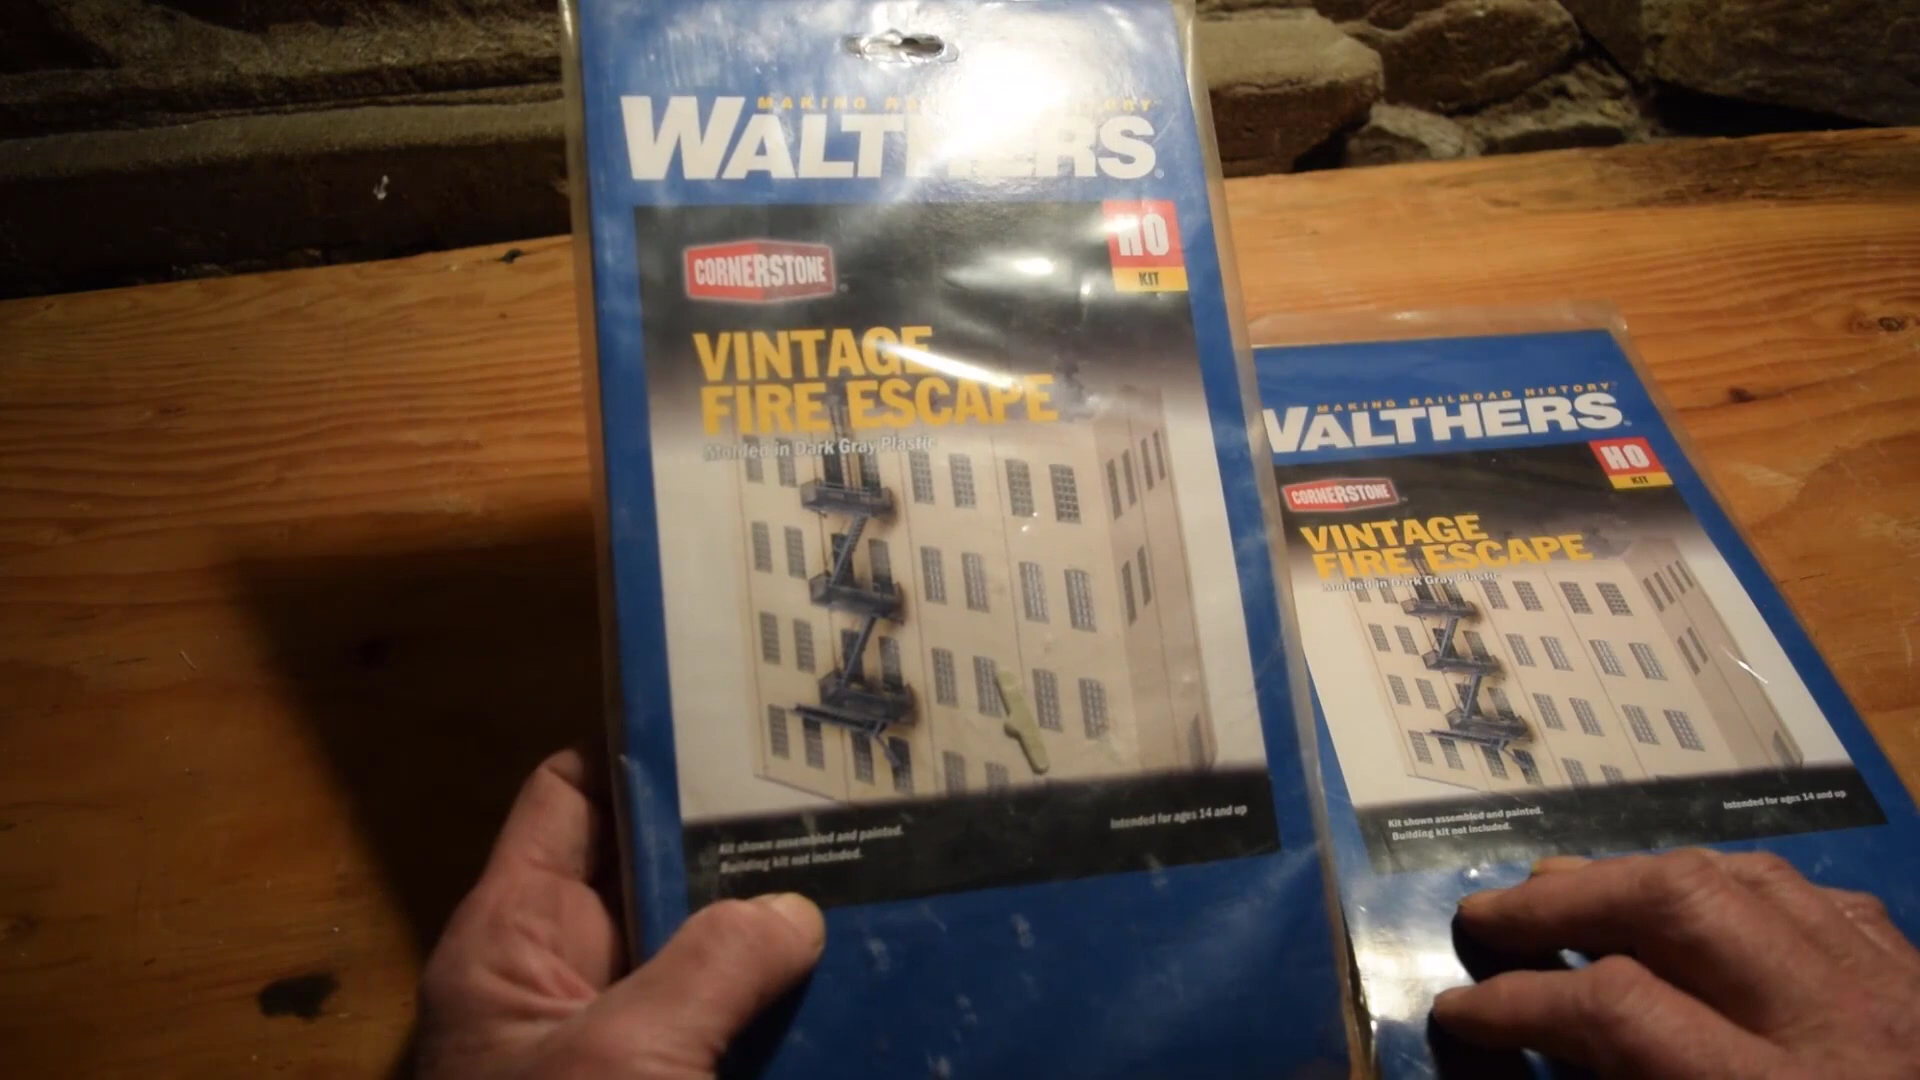 MAKING RA
WALTHERS
HO
KIT
CORNERSTONE
VINTAGE
FIRE ESCAPE
Molded in Dark Gray Plastic
Kit shown assembled and painted.
Building kit not included.
Intended for ages 14 and up
MAKING RAILROAD HISTORY
WALTHERS
HO
KIT
CORNERSTONE
VINTAGE
FIRE ESCAPE
Molded in Dark Gray Plastic
Kit shown assembled and painted.
Building kit not included.
Intended for ages 14 and up